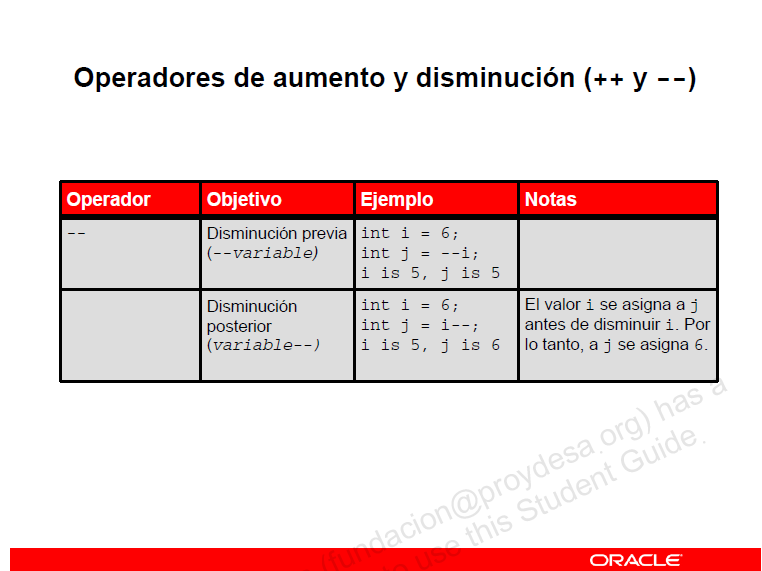 Operadores de aumento y disminución (++ y --)
Operador Objetivo Ejemplo Notas
--
Disminución previa
(--variable)
int i = 6;
int j = --i;
i is 5, j is 5
Disminución
posterior
(variable--)
int i = 6;
int j = i--;
i is 5, j is 6
El valor i se asigna a j
antes de disminuir i. Por
lo tanto, a j se asigna 6.
(fundacion@proydesa.org) has a
use this Student Guide.
ORACLE